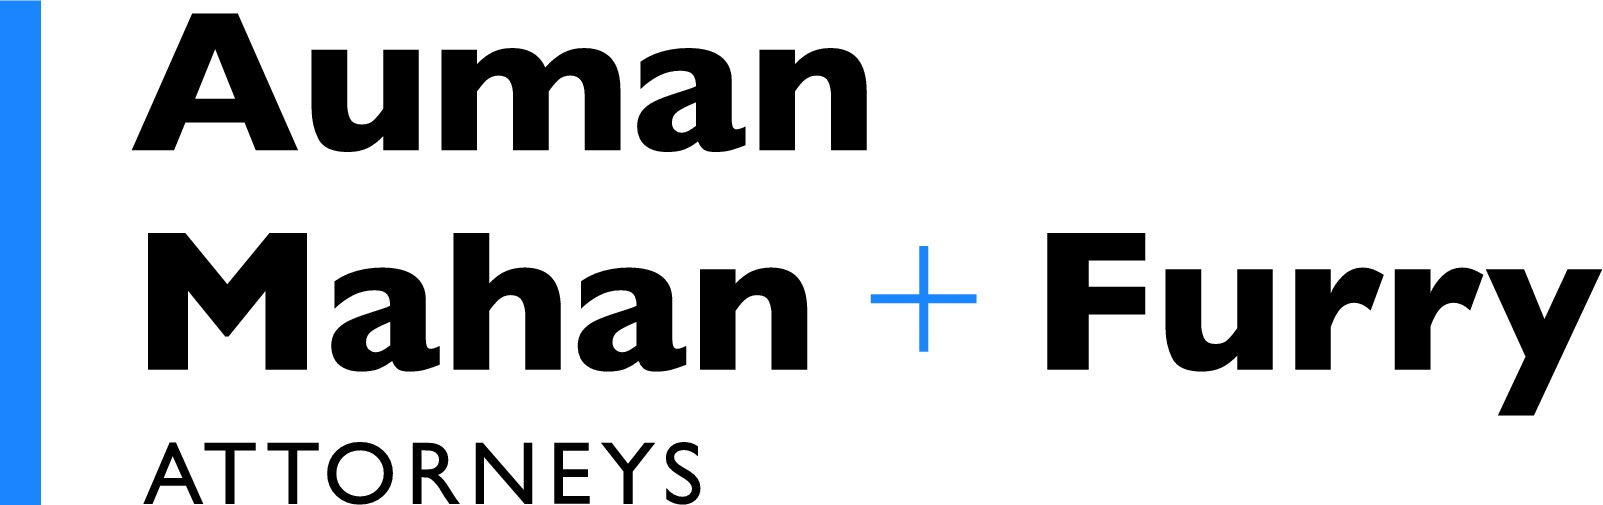 Auman
Mahan + Furry
ATTORNEYS